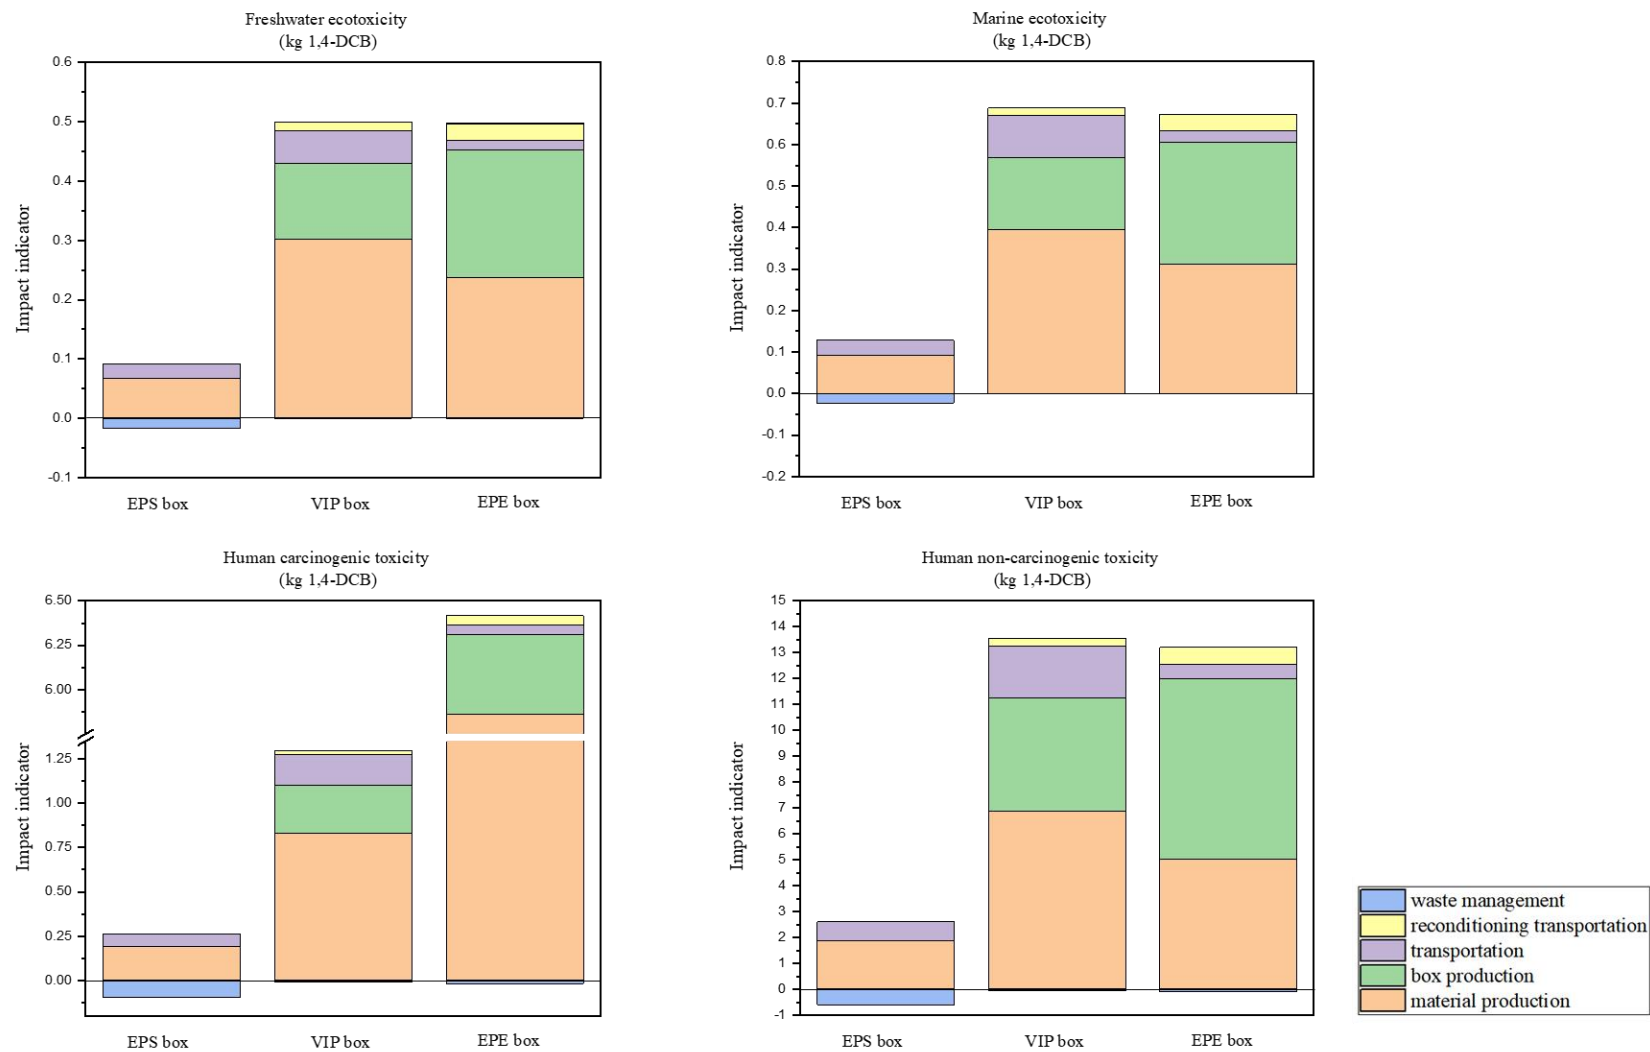 Freshwater ecotoxicity
(kg 1,4-DCB)
0.6
0.5
0.4
0.3
0.2
0.1
0.0
-0.1
Impact indicator
EPS box
VIP box
EPE box
Marine ecotoxicity
(kg 1,4-DCB)
0.8
0.7
0.6
0.5
0.4
0.3
0.2
0.1
0.0
-0.1
-0.2
Impact indicator
EPS box
VIP box
EPE box
Human carcinogenic toxicity
(kg 1,4-DCB)
6.50
6.25
6.00
1.25
1.00
0.75
0.50
0.25
0.00
Impact indicator
EPS box
VIP box
EPE box
Human non-carcinogenic toxicity
(kg 1,4-DCB)
15
14
13
12
11
10
9
8
7
6
5
4
3
2
1
0
-1
Impact indicator
EPS box
VIP box
EPE box
waste management
reconditioning transportation
transportation
box production
material production